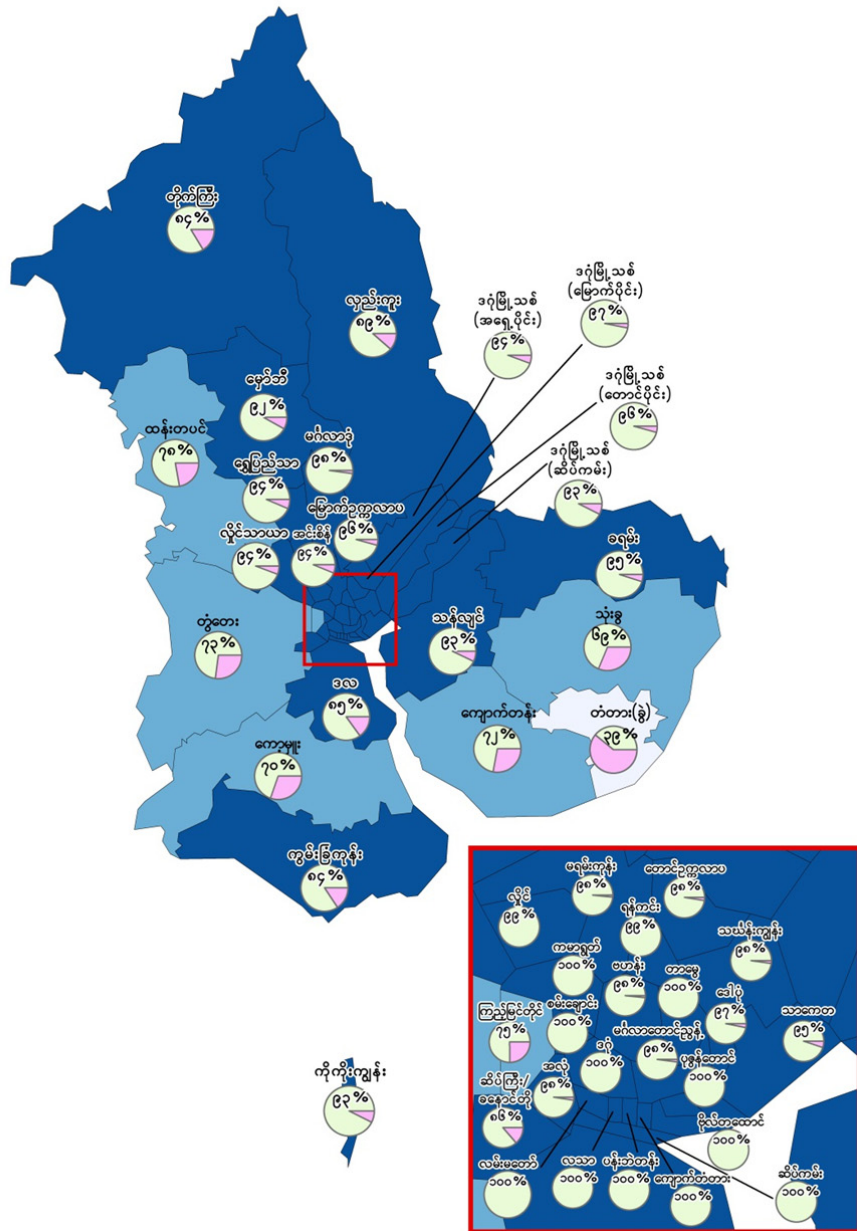 တိုက်ကြီး
၈၄%
လှည်းကူး
၈၉%
ဒဂုံမြို့သစ်
(အရှေ့ပိုင်း)
၉၄%
ဒဂုံမြို့သစ်
(မြောက်ပိုင်း)
၉၇%
ဒဂုံမြို့သစ်
(တောင်ပိုင်း)
၉၆%
ဒဂုံမြို့သစ်
(ဆိပ်ကမ်း)
၉၃%
မှော်ဘီ
၉၂%
ထန်းတပင်
၇၈%
မင်္ဂလာဒုံ
၉၈%
ရွှေပြည်သာ
၉၄%
မြောက်ဥက္ကလာပ
၉၆%
လှိုင်သာယာ
၉၄%
အင်းစိန်
၉၄%
ခရမ်း
၉၅%
တွံတေး
၇၃%
သန်လျင်
၉၃%
သုံးခွ
၆၉%
ဒလ
၈၅%
ကျောက်တန်း
၇၂%
တံတား(ခွဲ)
၃၉%
ကော့မှူး
၇၀%
ကွမ်းခြံကုန်း
၈၄%
ကိုကိုးကျွန်း
၉၃%
မရမ်းကုန်း
၉၈%
တောင်ဥက္ကလာပ
၉၈%
လှိုင်
၉၉%
ရန်ကင်း
၉၉%
သင်္ဃန်းကျွန်း
၉၈%
ကမာရွတ်
၁၀၀%
ဗဟန်း
၉၈%
တာမွေ
၁၀၀%
ဒေါပုံ
၉၇%
သာကေတ
၉၅%
ကြည့်မြင်တိုင်
၇၅%
စမ်းချောင်း
၁၀၀%
မင်္ဂလာတောင်ညွန့်
၉၈%
ဒဂုံ
၁၀၀%
ပုဇွန်တောင်
၁၀၀%
ဆိပ်ကြီး/
ခနောင်တို
၈၆%
အလုံ
၉၈%
ဗိုလ်တထောင်
၁၀၀%
လမ်းမတော်
၁၀၀%
လသာ
၁၀၀%
ပန်းဘဲတန်း
၁၀၀%
ကျောက်တံတား
၁၀၀%
ဆိပ်ကမ်း
၁၀၀%